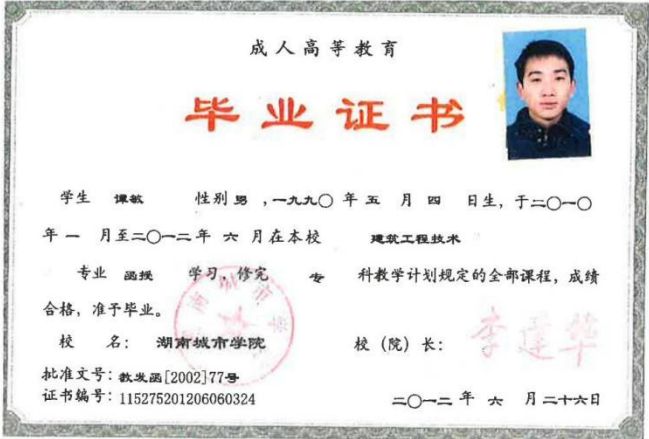 成人高等教育
毕业证书
学生 谭敏 性别 男 ,一九九〇 年 五 月 四 日生，于二〇一〇
年 一 月至二〇一二年 六 月在本校 建筑工程技术
专业 函授 学习，修完 专 科教学计划规定的全部课程，成绩
合格，准予毕业。
校 名： 湖南城市学院 校（院）长： 李建华
批准文号：教发函[2002]77号
证书编号：115275201206060324 二〇一二 年 六 月 二十六日